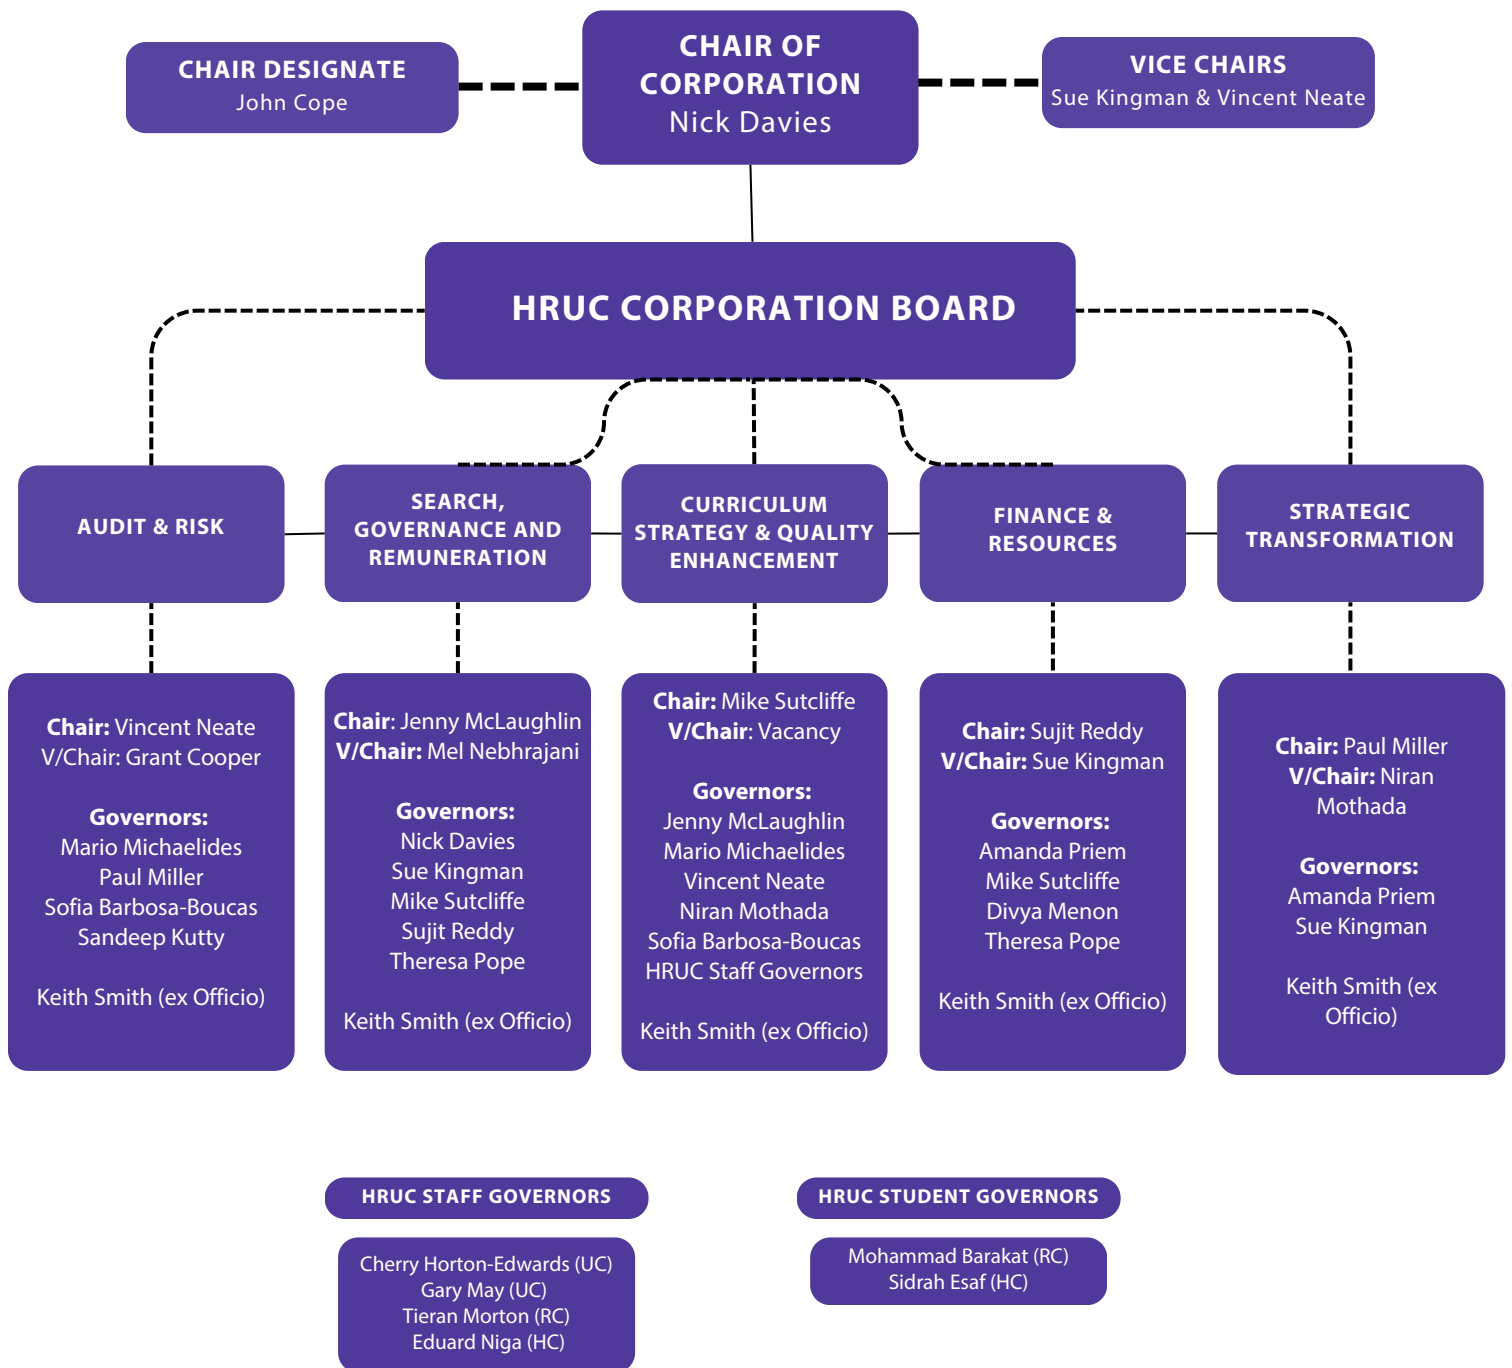 CHAIR DESIGNATE
John Cope
CHAIR OF
CORPORATION
Nick Davies
VICE CHAIRS
Sue Kingman & Vincent Neate
HRUC CORPORATION BOARD
AUDIT & RISK
SEARCH,
GOVERNANCE AND
REMUNERATION
CURRICULUM
STRATEGY & QUALITY
ENHANCEMENT
FINANCE &
RESOURCES
STRATEGIC
TRANSFORMATION
Chair: Vincent Neate
V/Chair: Grant Cooper
Governors:
Mario Michaelides
Paul Miller
Sofia Barbosa-Boucas
Sandeep Kutty
Keith Smith (ex Officio)
Chair: Jenny McLaughlin
V/Chair: Mel Nebhrajani
Governors:
Nick Davies
Sue Kingman
Mike Sutcliffe
Sujit Reddy
Theresa Pope
Keith Smith (ex Officio)
Chair: Mike Sutcliffe
V/Chair: Vacancy
Governors:
Jenny McLaughlin
Mario Michaelides
Vincent Neate
Niran Mothada
Sofia Barbosa-Boucas
HRUC Staff Governors
Keith Smith (ex Officio)
Chair: Sujit Reddy
V/Chair: Sue Kingman
Governors:
Amanda Priem
Mike Sutcliffe
Divya Menon
Theresa Pope
Keith Smith (ex Officio)
Chair: Paul Miller
V/Chair: Niran
Mothada
Governors:
Amanda Priem
Sue Kingman
Keith Smith (ex
Officio)
HRUC STAFF GOVERNORS
Cherry Horton-Edwards (UC)
Gary May (UC)
Tieran Morton (RC)
Eduard Niga (HC)
HRUC STUDENT GOVERNORS
Mohammad Barakat (RC)
Sidrah Esaf (HC)